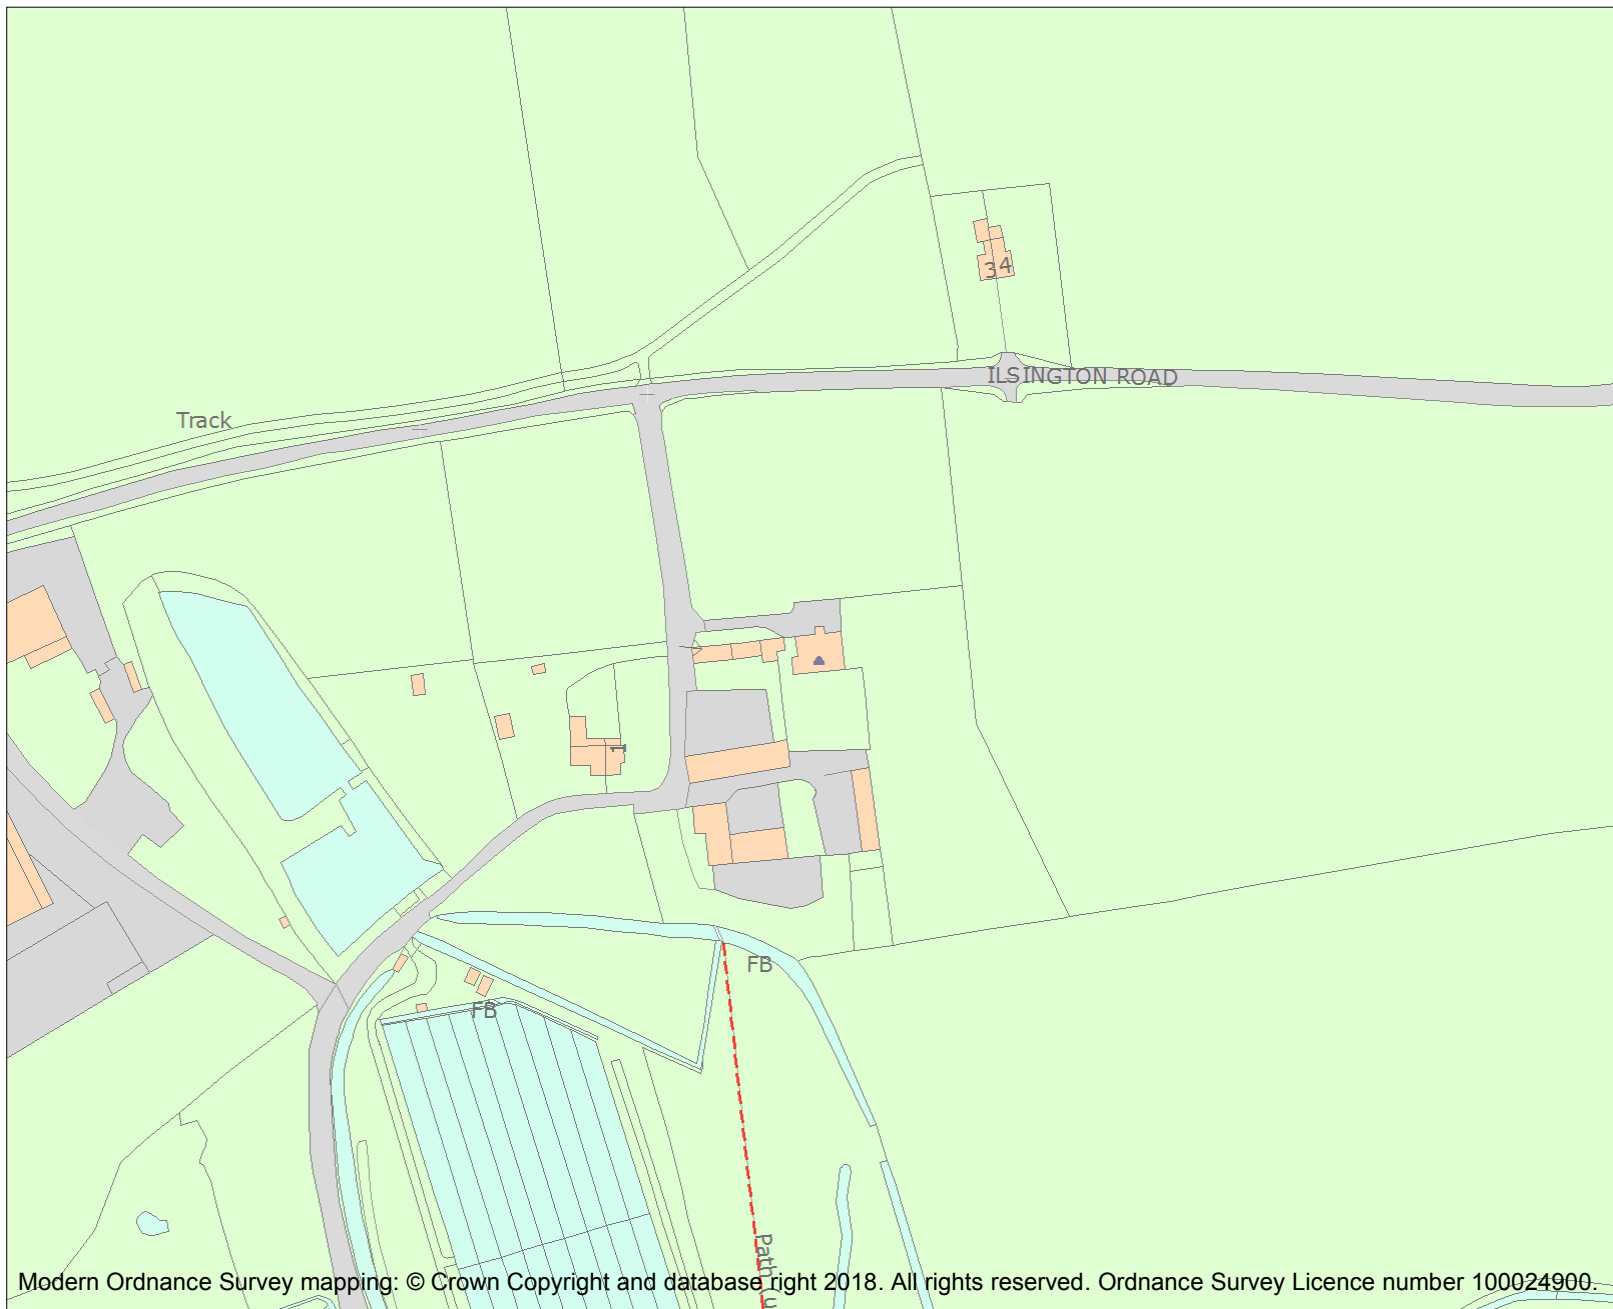 34
ILSINGTON ROAD
Track
1
FB
FB
Path (u
Modern Ordnance Survey mapping: © Crown Copyright and database right 2018. All rights reserved. Ordnance Survey Licence number 100024900.